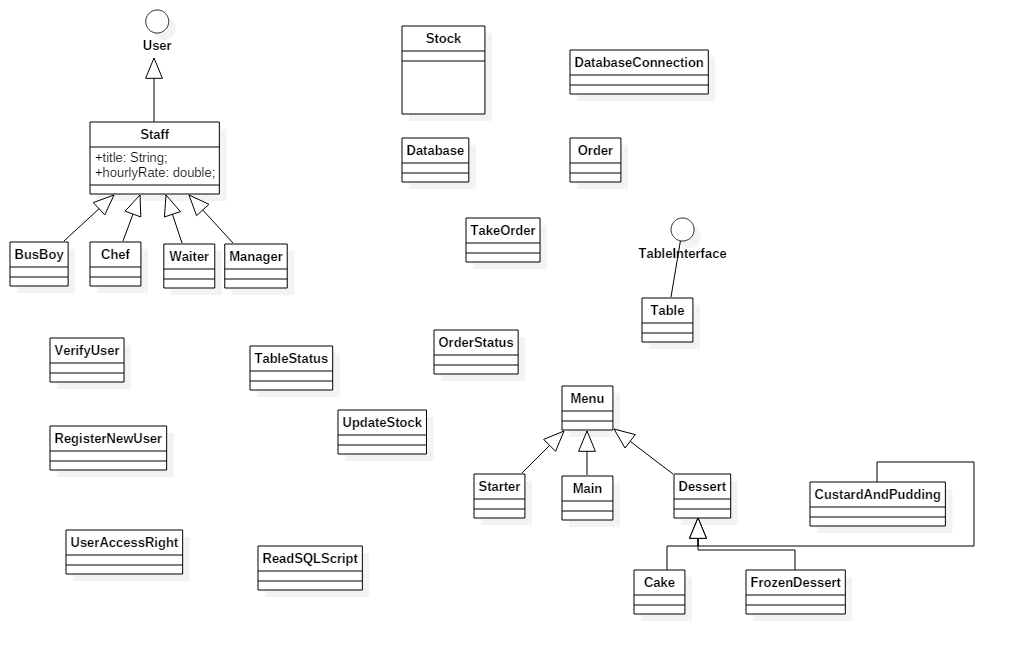 User
Stock
DatabaseConnection
Staff
+title: String;
+hourlyRate: double;
Database
Order
TakeOrder
TableInterface
BusBoy
Chef
Waiter
Manager
Table
VerifyUser
TableStatus
OrderStatus
Menu
UpdateStock
RegisterNewUser
Starter
Main
Dessert
CustardAndPudding
UserAccessRight
ReadSQLScript
Cake
FrozenDessert